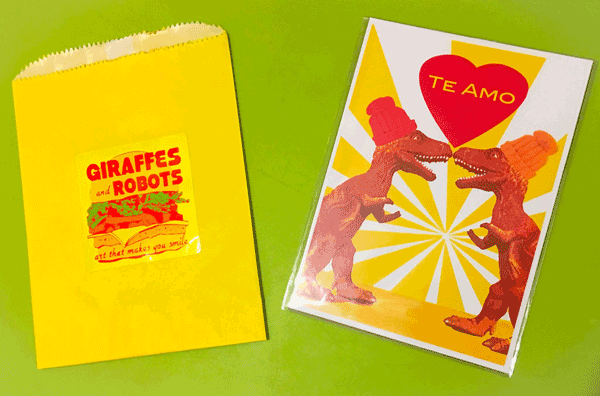 GIRAFFES
and ROBOTS
art that makes you smile
TE AMO